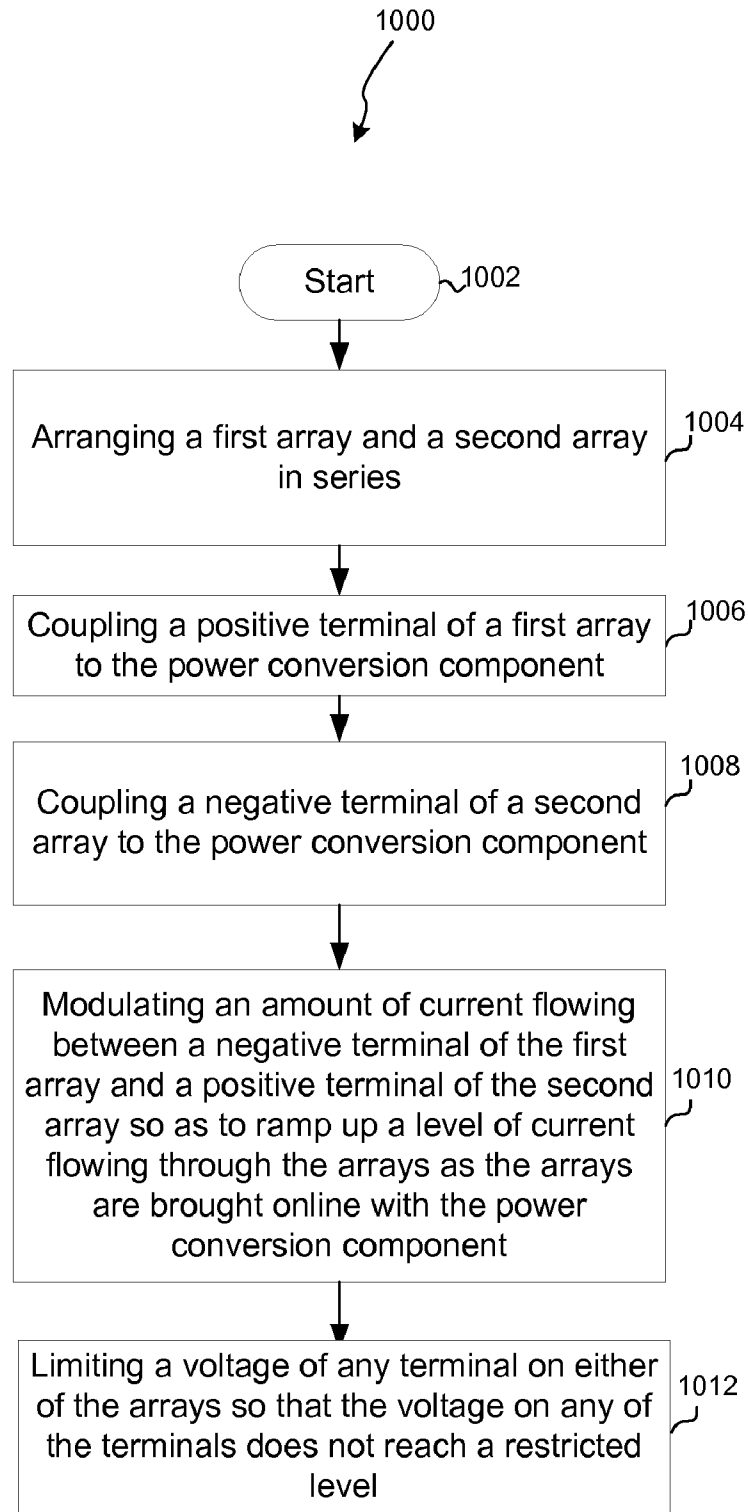 1000
Start
1002
Arranging a first array and a second array
in series
1004
Coupling a positive terminal of a first array
to the power conversion component
1006
Coupling a negative terminal of a second
array to the power conversion component
1008
Modulating an amount of current flowing
between a negative terminal of the first
array and a positive terminal of the second
array so as to ramp up a level of current
flowing through the arrays as the arrays
are brought online with the power
conversion component
1010
Limiting a voltage of any terminal on either
of the arrays so that the voltage on any of
the terminals does not reach a restricted
level
1012